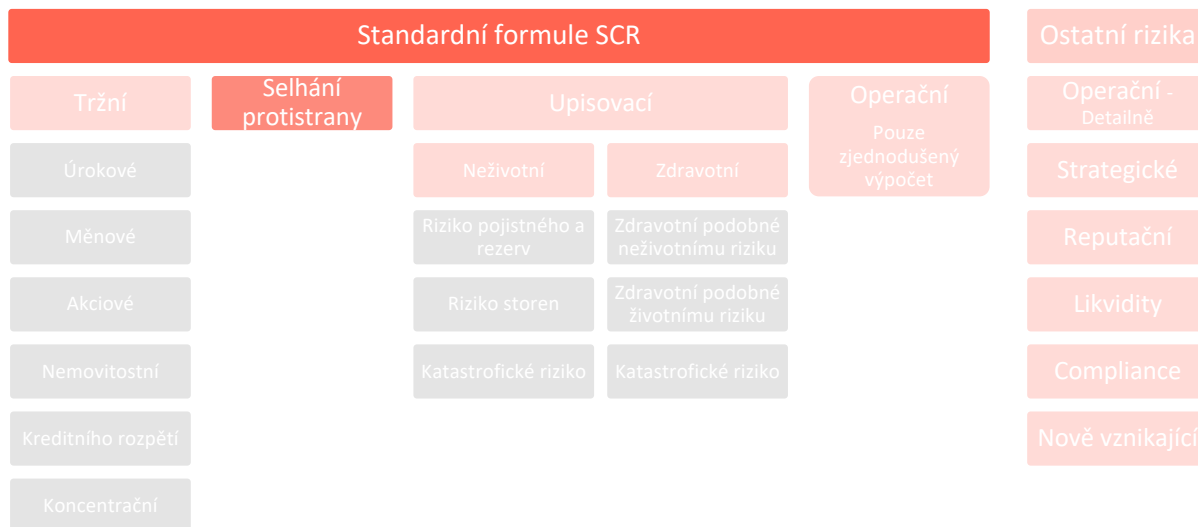 Standardní formule SCR
Ostatní rizika
Tržní
Selhání
protistrany
Upisovací
Operační
Pouze
zjednodušený
výpočet
Operační -
Detailně
Úrokové
Neživotní
Zdravotní
Strategické
Měnové
Riziko pojistného a
rezerv
Zdravotní podobné
neživotnímu riziku
Reputační
Akciové
Riziko storen
Zdravotní podobné
životnímu riziku
Likvidity
Nemovitostní
Katastrofické riziko
Katastrofické riziko
Compliance
Kreditního rozpětí
Nově vznikající
Koncentrační